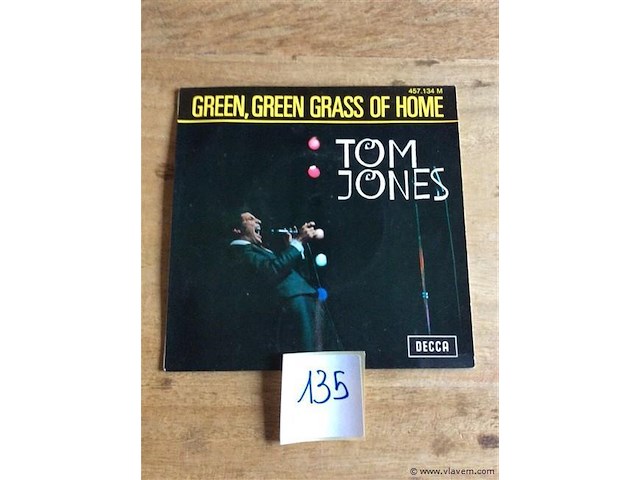 457.134 M
GREEN, GREEN GRASS OF HOME
TOM
JONES
DECCA
135
© www.vlavem.com